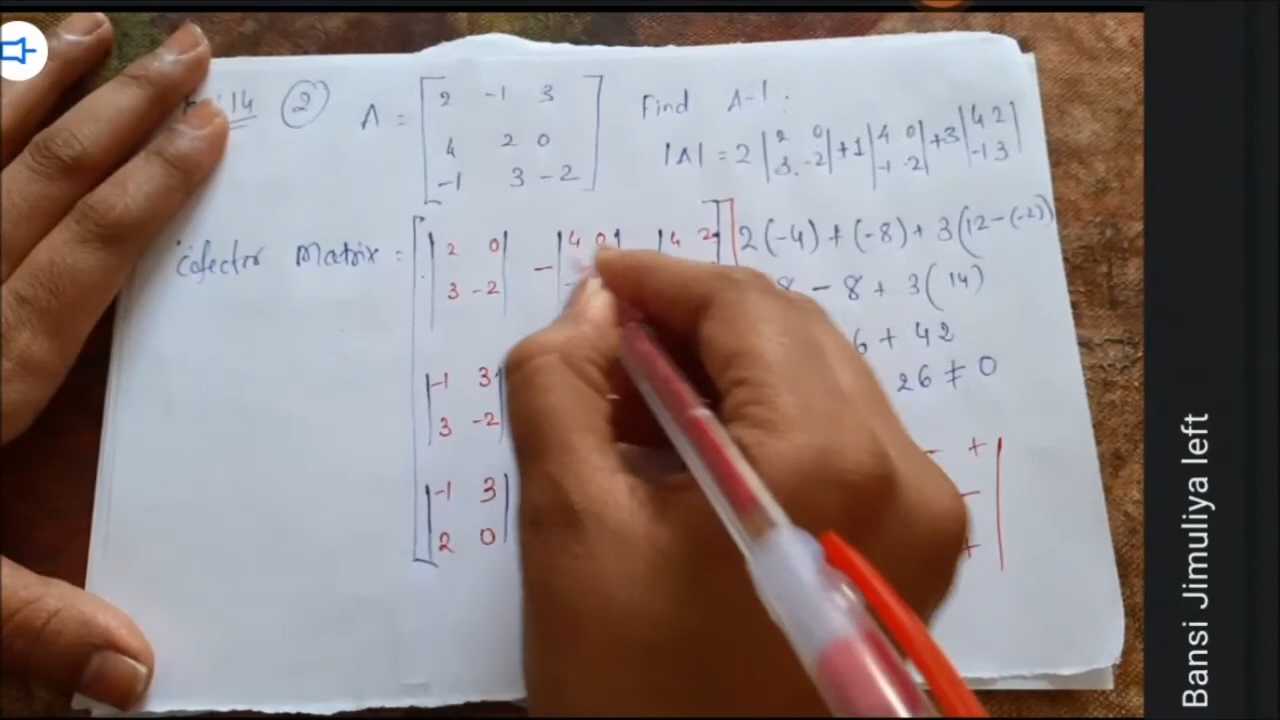 : 14 (2) A = [ 2 -1 3
4 2 0
-1 3 -2 ]
Find A-1 :
|A| = 2 | 2 0 | + 1 | 4 0 | + 3 | 4 2 |
3. -2 -1 -2 -1 3
Cofector Matrix =
2 0 - 4 0 4 2
3 -2
-1 3
3 -2
-1 3
2 0
2(-4) + (-8) + 3(12-(-2))
8 - 8 + 3(14)
6 + 42
26 ≠ 0
- +
-
+
Bansi Jimuliya left